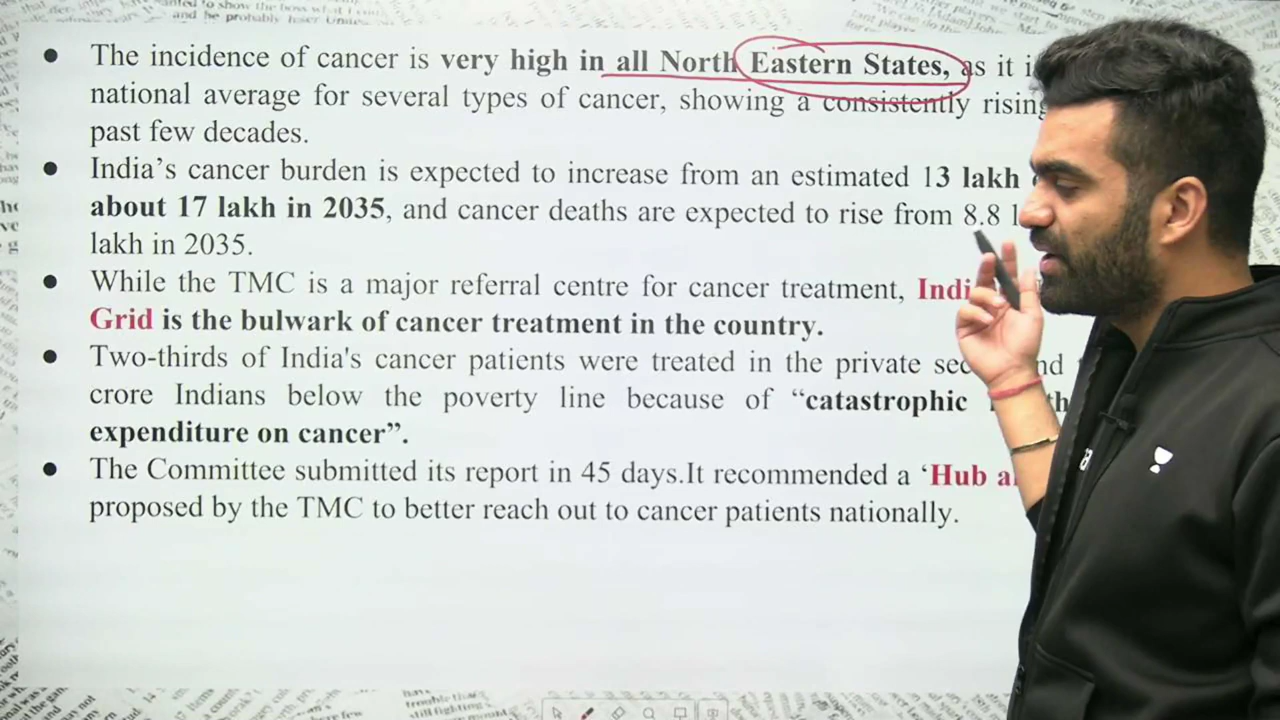 The incidence of cancer is very high in all North Eastern States, as it
national average for several types of cancer, showing a consistently rising
past few decades.
India's cancer burden is expected to increase from an estimated 13 lakh
about 17 lakh in 2035, and cancer deaths are expected to rise from 8.8
lakh in 2035.
While the TMC is a major referral centre for cancer treatment,
Grid is the bulwark of cancer treatment in the country.
Two-thirds of India's cancer patients were treated in the private
crore Indians below the poverty line because of “catastrophic
expenditure on cancer”.
The Committee submitted its report in 45 days.It recommended a ‘Hub
proposed by the TMC to better reach out to cancer patients nationally.